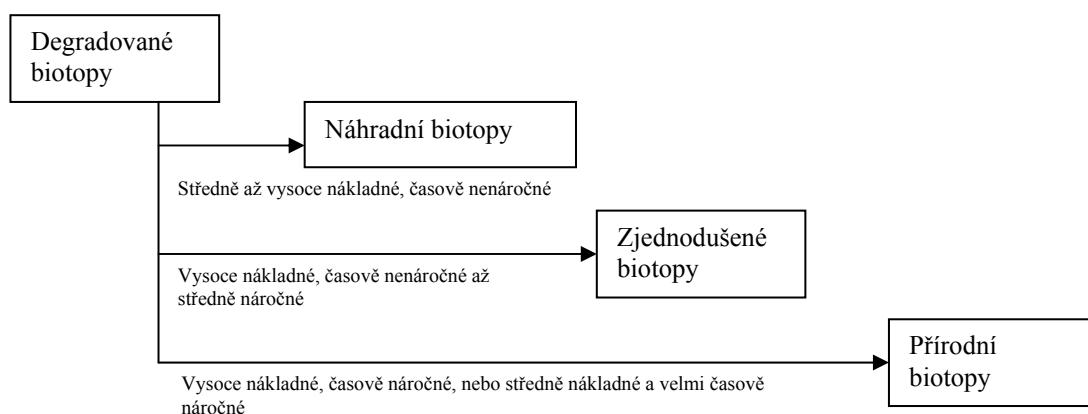 Degradované
biotopy
Náhradní biotopy
Středně až vysoce nákladné, časově nenáročné
Zjednodušené
biotopy
Vysoce nákladné, časově nenáročné až
středně náročné
Přírodní
biotopy
Vysoce nákladné, časově náročné, nebo středně nákladné a velmi časově
náročné